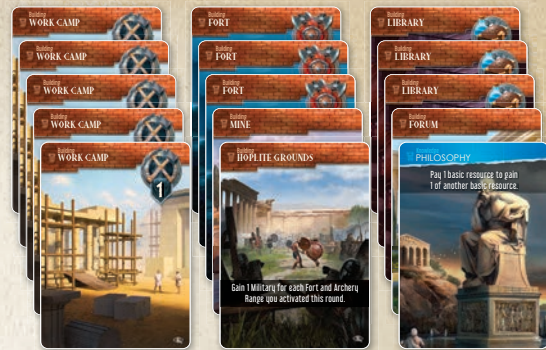 Building
WORK CAMP
Building
WORK CAMP
Building
WORK CAMP
Building
WORK CAMP
Building
WORK CAMP
1
Building
FORT
Building
FORT
Building
FORT
Building
MINE
Building
HOPLITE GROUNDS
Gain 1 Military for each Fort and Archery
Range you activated this round.
Building
LIBRARY
Building
LIBRARY
Building
LIBRARY
Building
FORUM
PHILOSOPHY
Pay 1 basic resource to gain
1 of another basic resource.